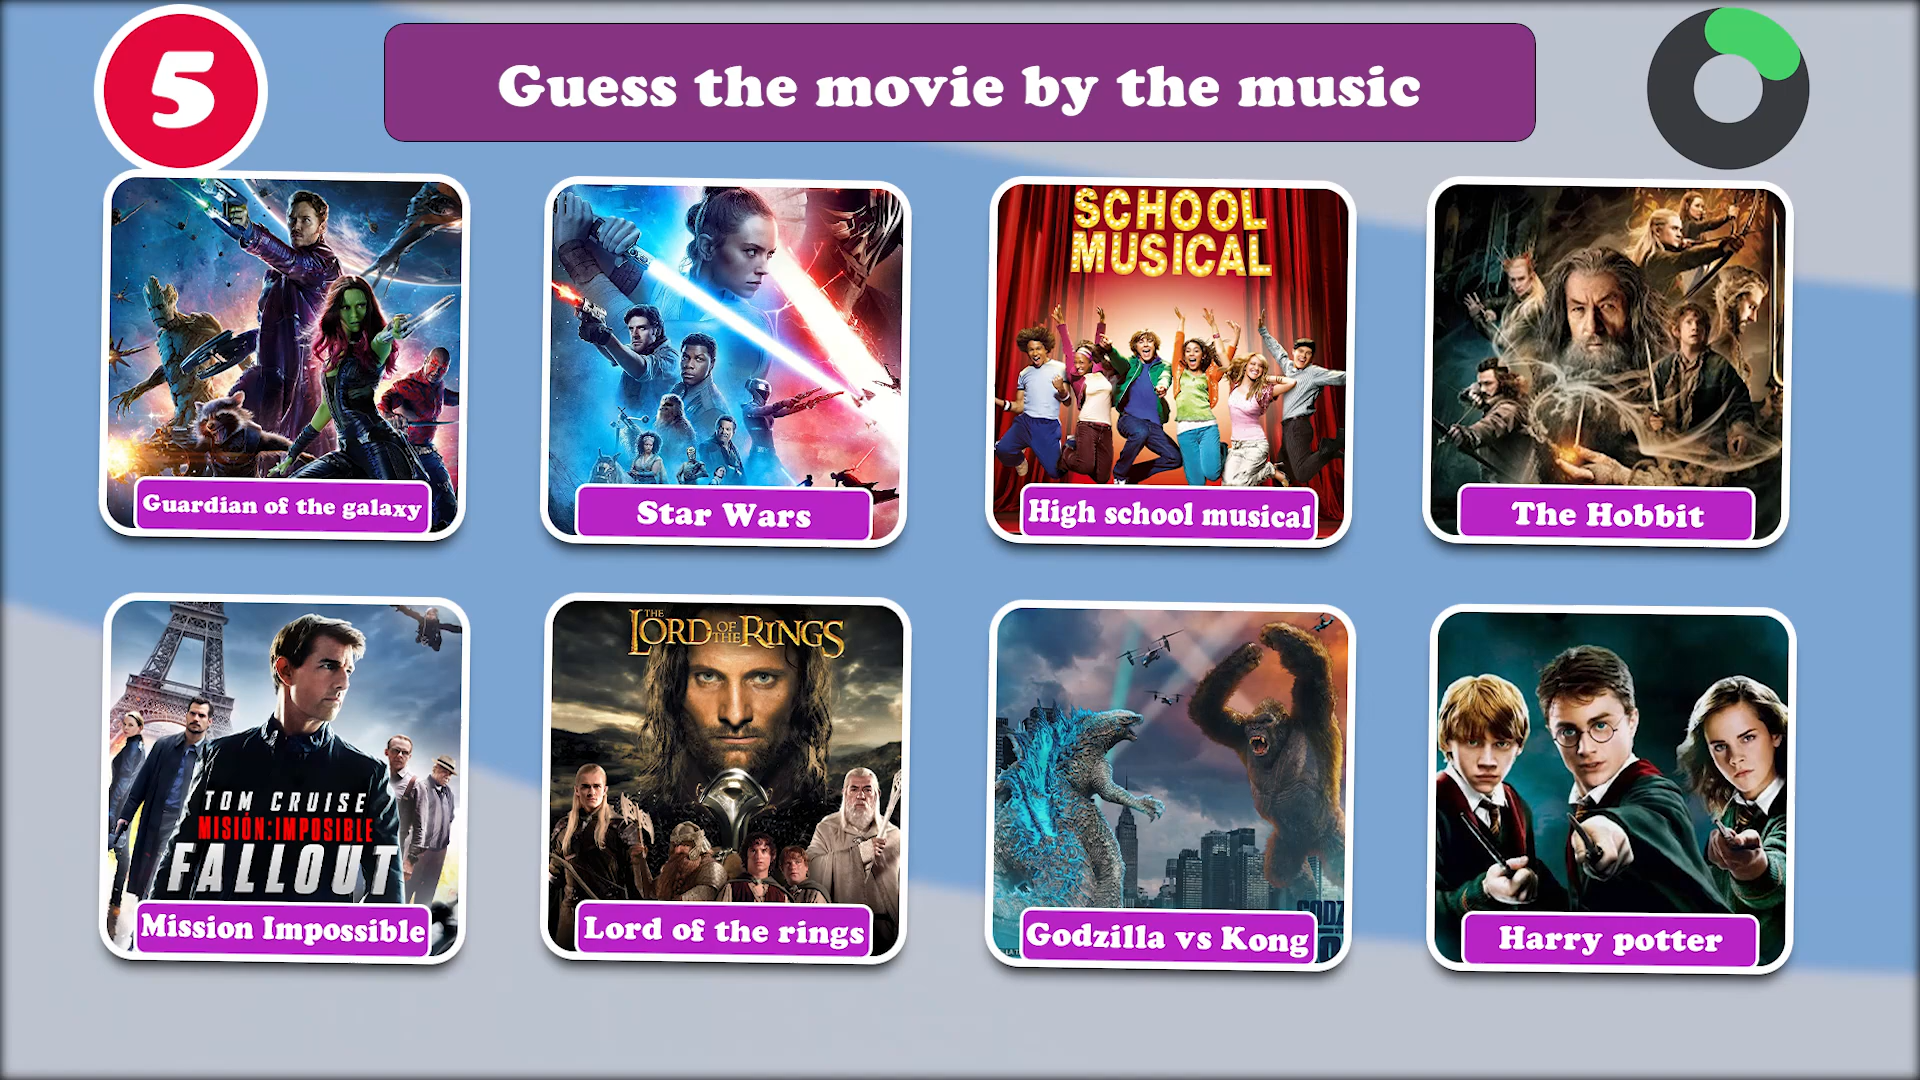 5
Guess the movie by the music
SCHOOL
MUSICAL
Guardian of the galaxy
Star Wars
High school musical
The Hobbit
THE
LORD OF THE RINGS
TOM CRUISE
MISIÓN:IMPOSIBLE
FALLOUT
Mission Impossible
Lord of the rings
Godzilla vs Kong
Harry potter